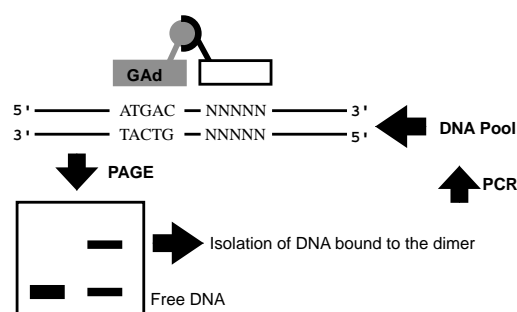 GAd
5' ATGAC NNNNN 3'
3' TACTG NNNNN 5'
DNA Pool
PAGE
PCR
Isolation of DNA bound to the dimer
Free DNA